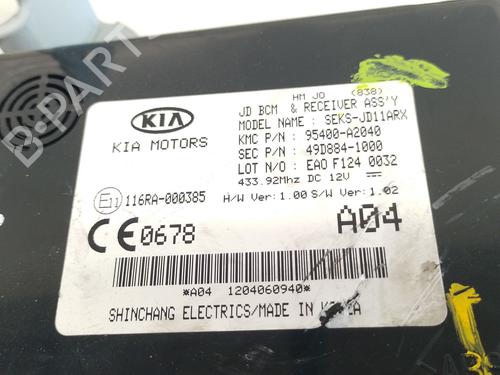 HM JO (838)
JD BCM & RECEIVER ASS'Y
MODEL NAME : SEKS-JD11ARX
KMC P/N : 95400-A2040
SEC P/N : 49D884-1000
LOT N/O : EAO F124 0032
433.92Mhz DC 12V
H/W Ver:1.00 S/W Ver:1.02
KIA
KIA MOTORS
E11 116RA-000385
CE0678
A04
*A04 1204060940*
SHINCHANG ELECTRICS/MADE IN KOREA
B-PARTS